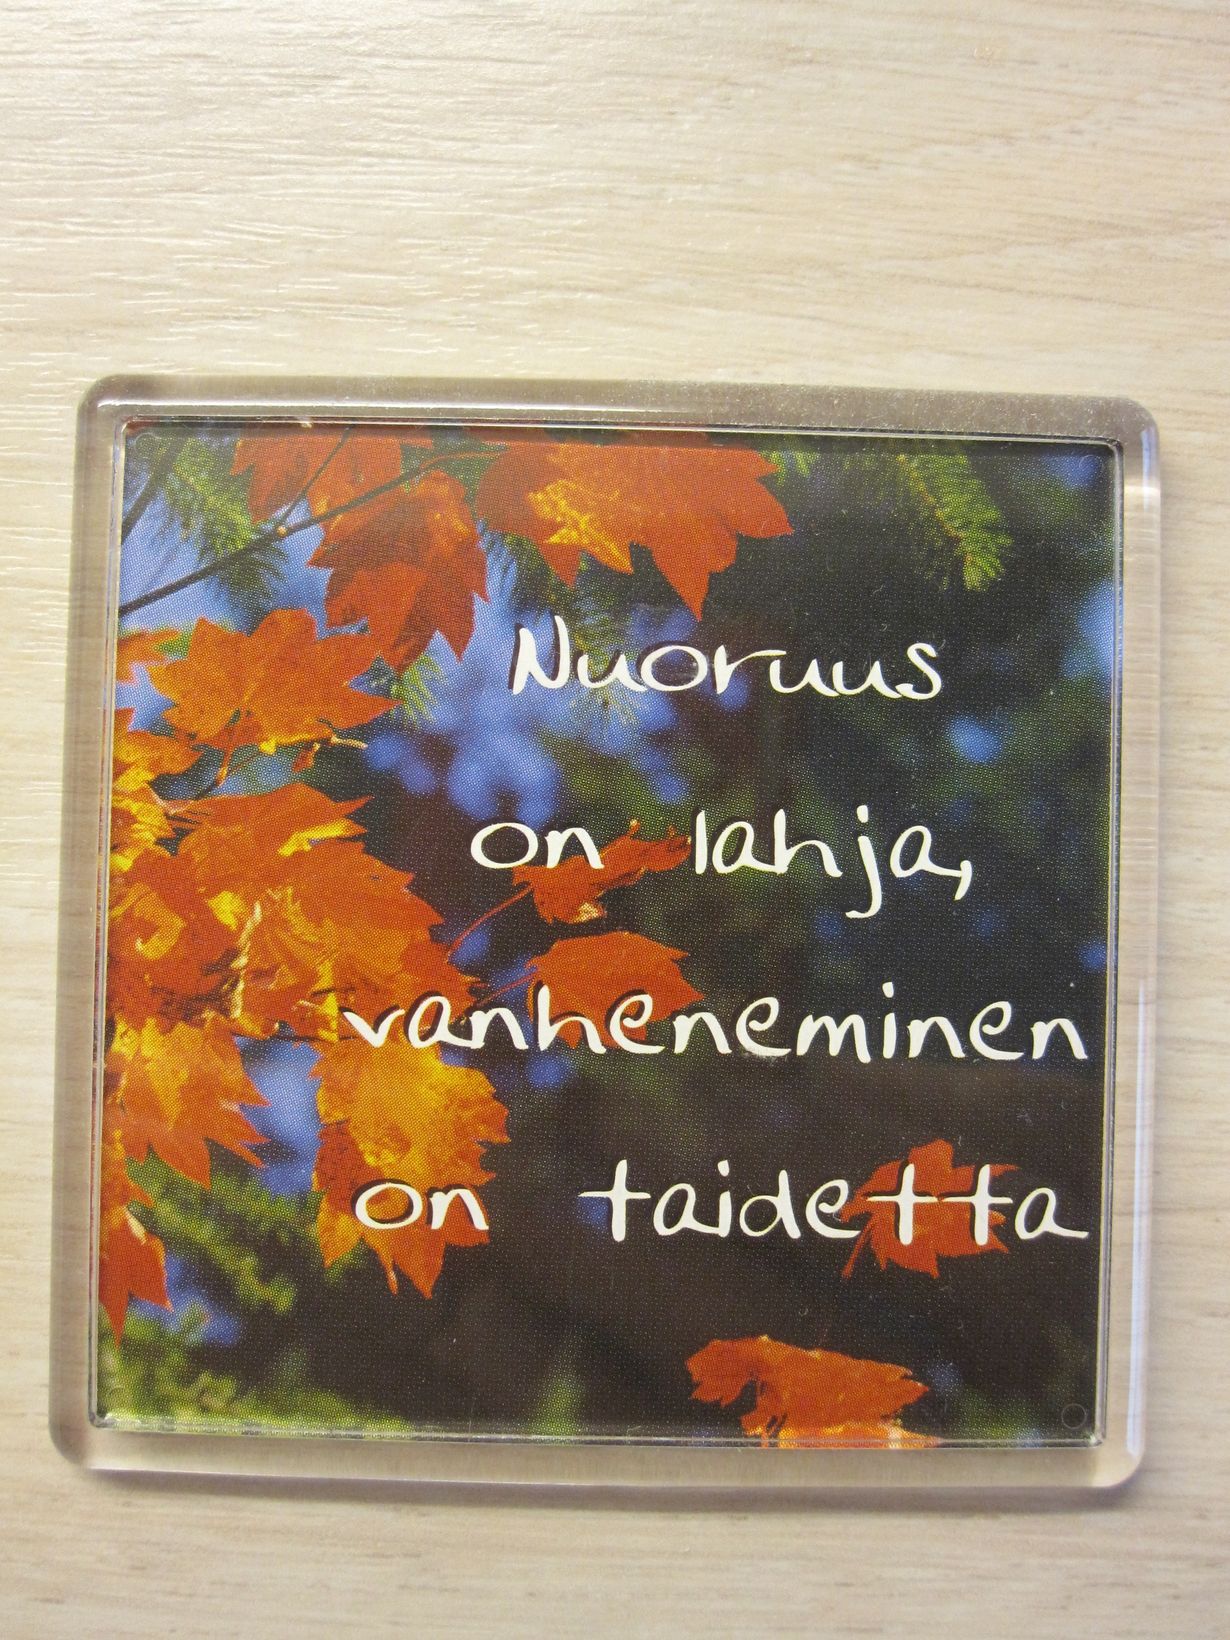 Nuoruus
on lahja,
vanheneminen
on taidetta